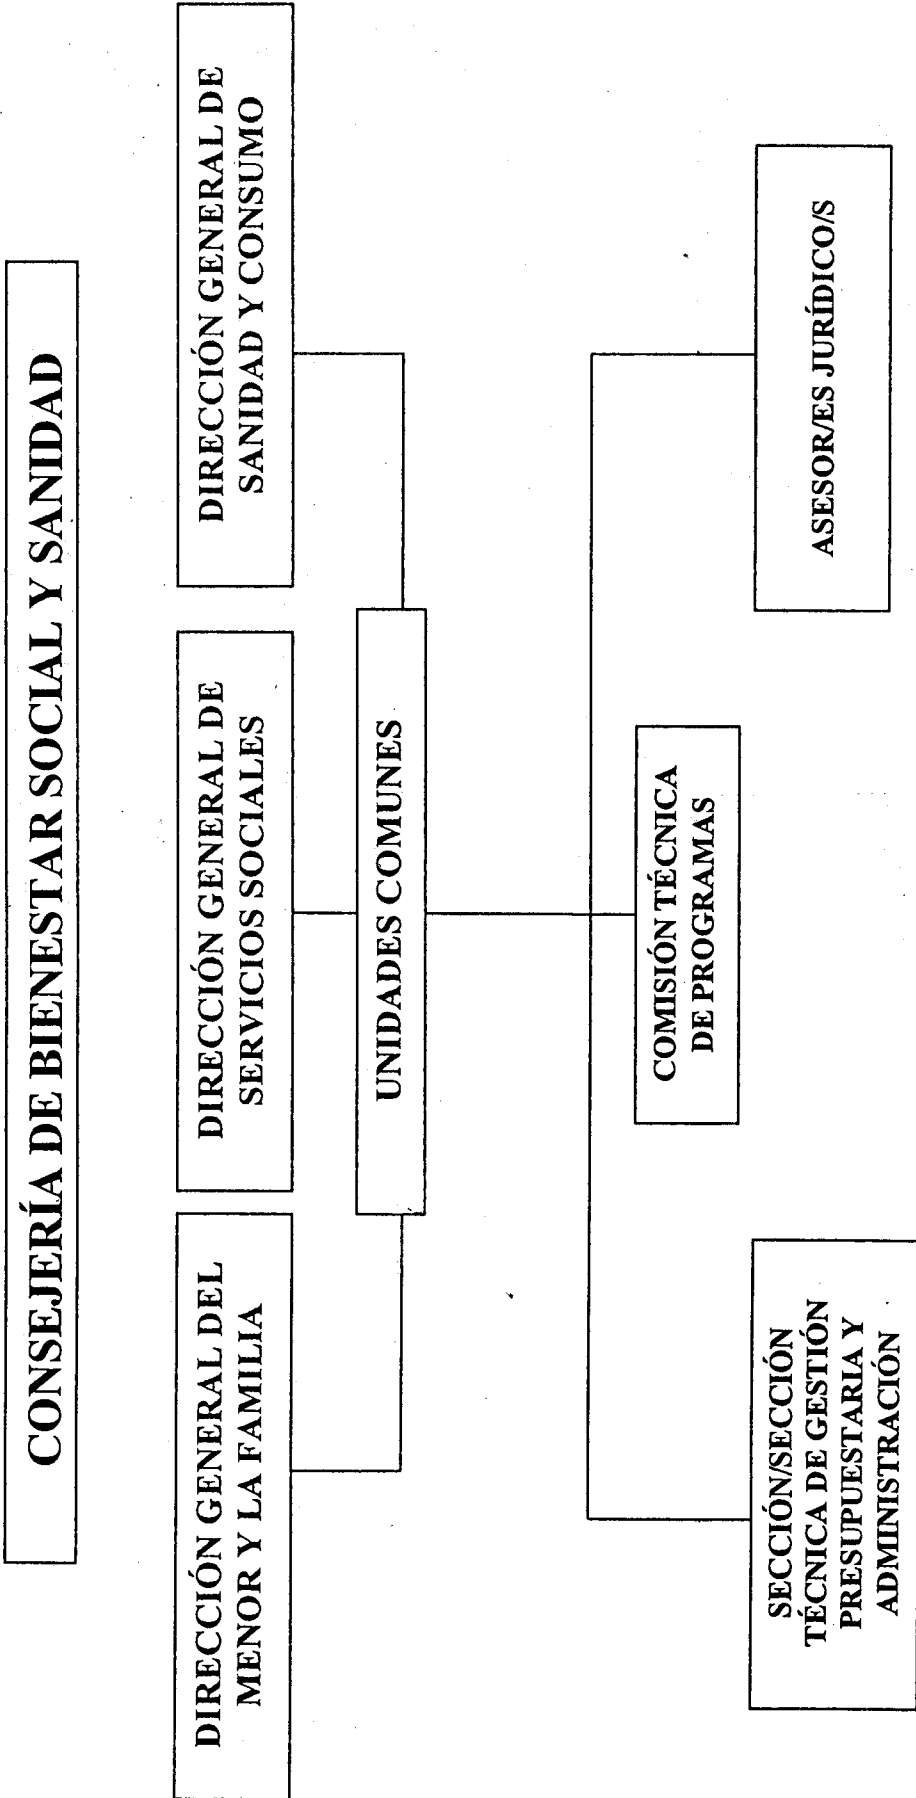 CONSEJERÍA DE BIENESTAR SOCIAL Y SANIDAD
DIRECCIÓN GENERAL DEL
MENOR Y LA FAMILIA
DIRECCIÓN GENERAL DE
SERVICIOS SOCIALES
DIRECCIÓN GENERAL DE
SANIDAD Y CONSUMO
UNIDADES COMUNES
COMISIÓN TÉCNICA
DE PROGRAMAS
SECCIÓN/SECCIÓN
TÉCNICA DE GESTIÓN
PRESUPUESTARIA Y
ADMINISTRACIÓN
ASESOR/ES JURÍDICO/S